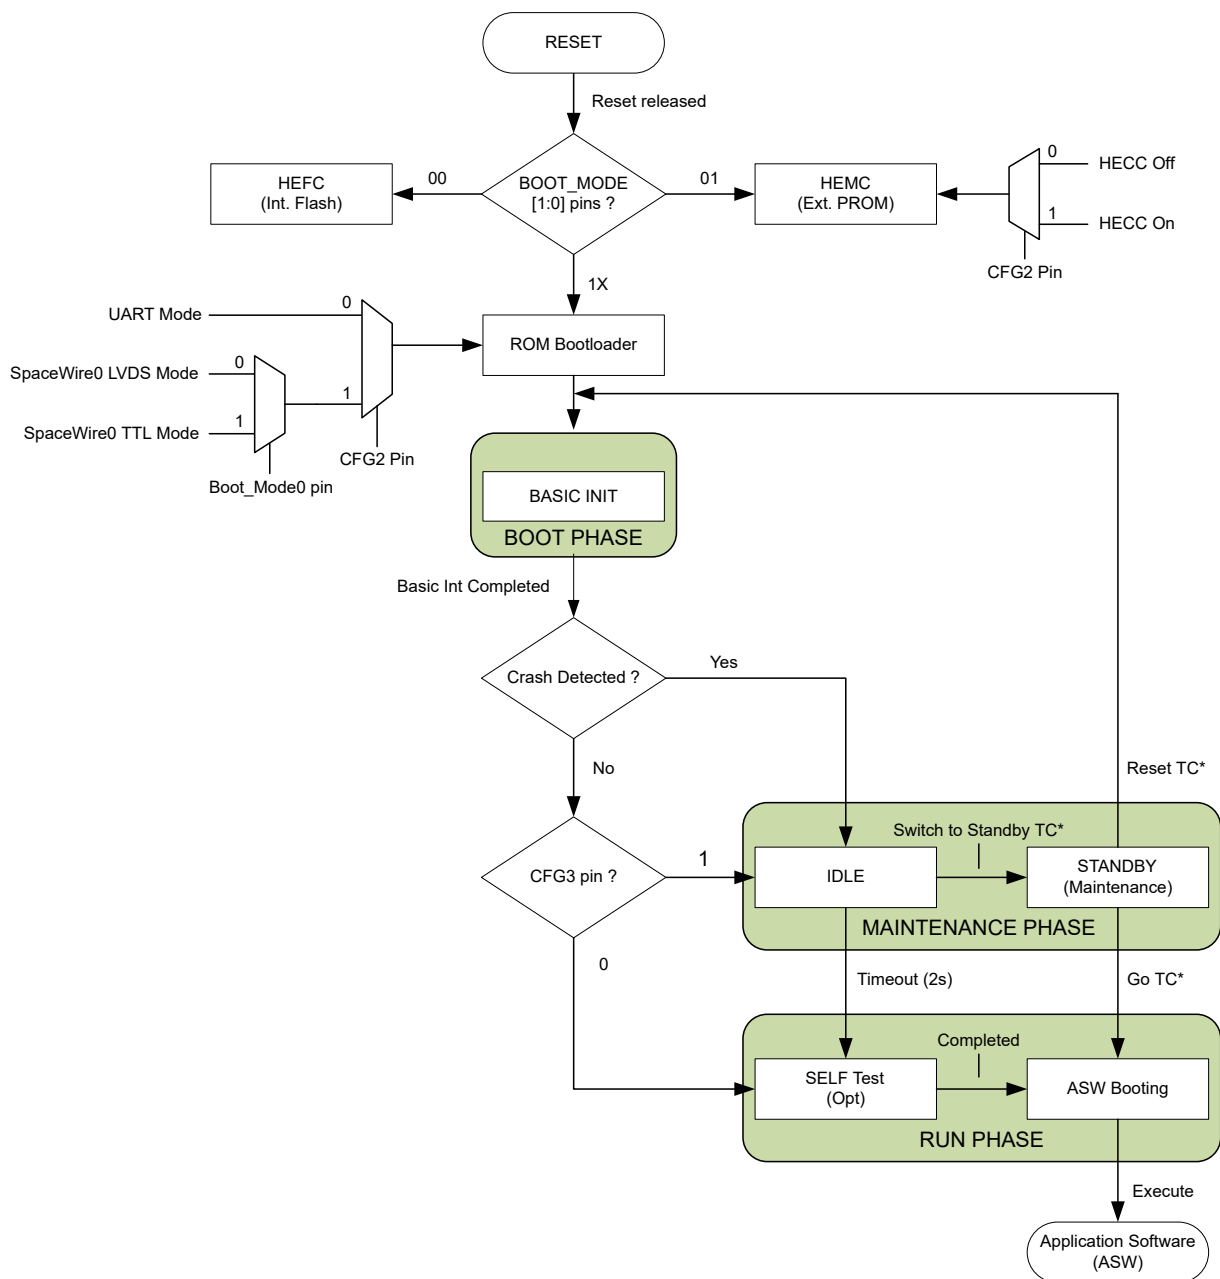 RESET
Reset released
HEFC
(Int. Flash)
00
BOOT_MODE
[1:0] pins ?
01
HEMC
(Ext. PROM)
0
HECC Off
1
HECC On
CFG2 Pin
1X
UART Mode
0
ROM Bootloader
SpaceWire0 LVDS Mode
0
1
SpaceWire0 TTL Mode
1
CFG2 Pin
Boot_Mode0 pin
BASIC INIT
BOOT PHASE
Basic Int Completed
Crash Detected ?
Yes
No
Reset TC*
CFG3 pin ?
1
Switch to Standby TC*
IDLE
STANDBY
(Maintenance)
MAINTENANCE PHASE
0
Timeout (2s)
Go TC*
Completed
SELF Test
(Opt)
ASW Booting
RUN PHASE
Execute
Application Software
(ASW)